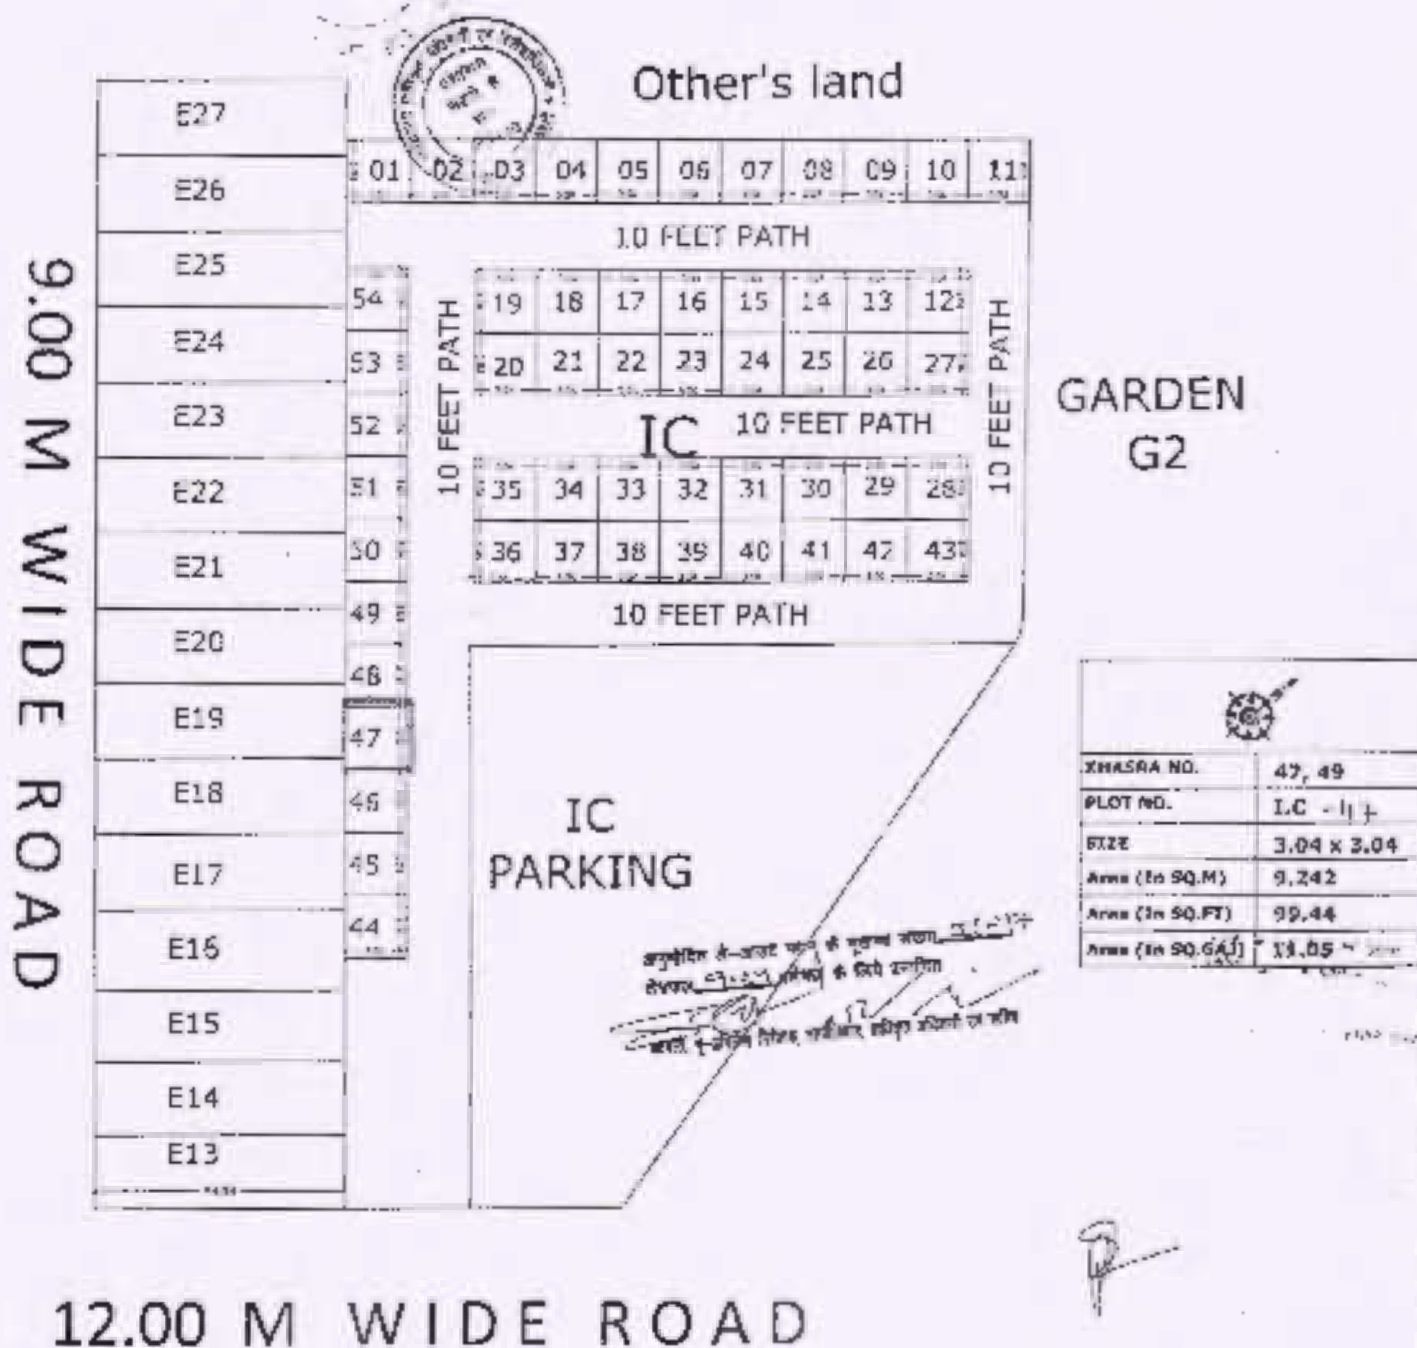 Other's land
E27
E26
E25
E24
E23
E22
E21
E20
E19
E18
E17
E16
E15
E14
E13
9.00 M WIDE ROAD
01 02 03 04 05 06 07 08 09 10 11
10 FEET PATH
54
53
52
51
50
49
48
47
46
45
44
10 FEET PATH
19 18 17 16 15 14 13 12
20 21 22 23 24 25 26 27
IC 10 FEET PATH
35 34 33 32 31 30 29 28
36 37 38 39 40 41 42 43
10 FEET PATH
10 FEET PATH
GARDEN
G2
IC
PARKING
KHASRA NO. 47, 49
PLOT NO. I.C - 47
SIZE 3.04 x 3.04
Area (In SQ.M) 9.242
Area (In SQ.FT) 99.44
Area (In SQ.GAJ) 11.05
12.00 M WIDE ROAD